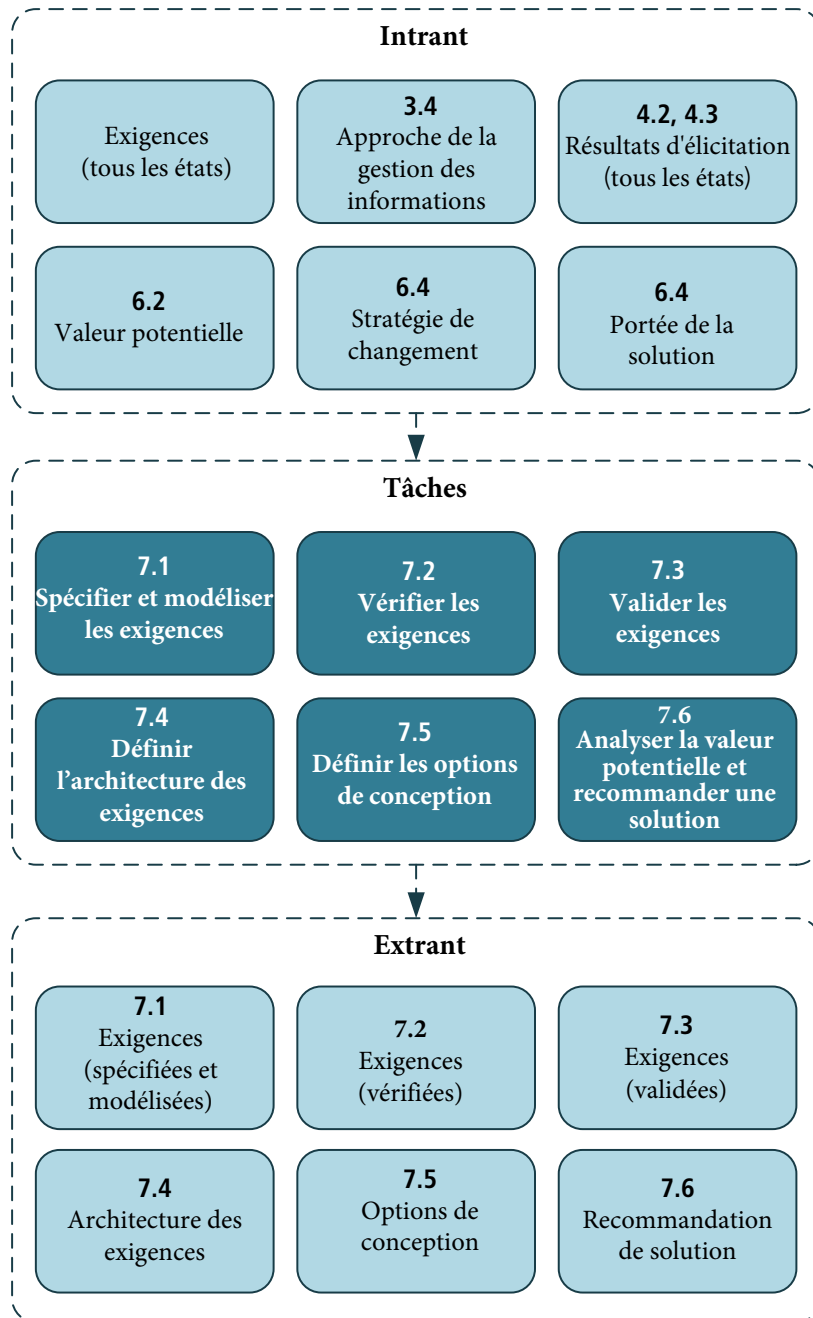 Intrant
Exigences
(tous les états)
3.4
Approche de la
gestion des
informations
4.2, 4.3
Résultats d'élicitation
(tous les états)
6.2
Valeur potentielle
6.4
Stratégie de
changement
6.4
Portée de la
solution
Tâches
7.1
Spécifier et modéliser
les exigences
7.2
Vérifier les
exigences
7.3
Valider les
exigences
7.4
Définir
l’architecture des
exigences
7.5
Définir les options
de conception
7.6
Analyser la valeur
potentielle et
recommander une
solution
Extrant
7.1
Exigences
(spécifiées et
modélisées)
7.2
Exigences
(vérifiées)
7.3
Exigences
(validées)
7.4
Architecture des
exigences
7.5
Options de
conception
7.6
Recommandation
de solution